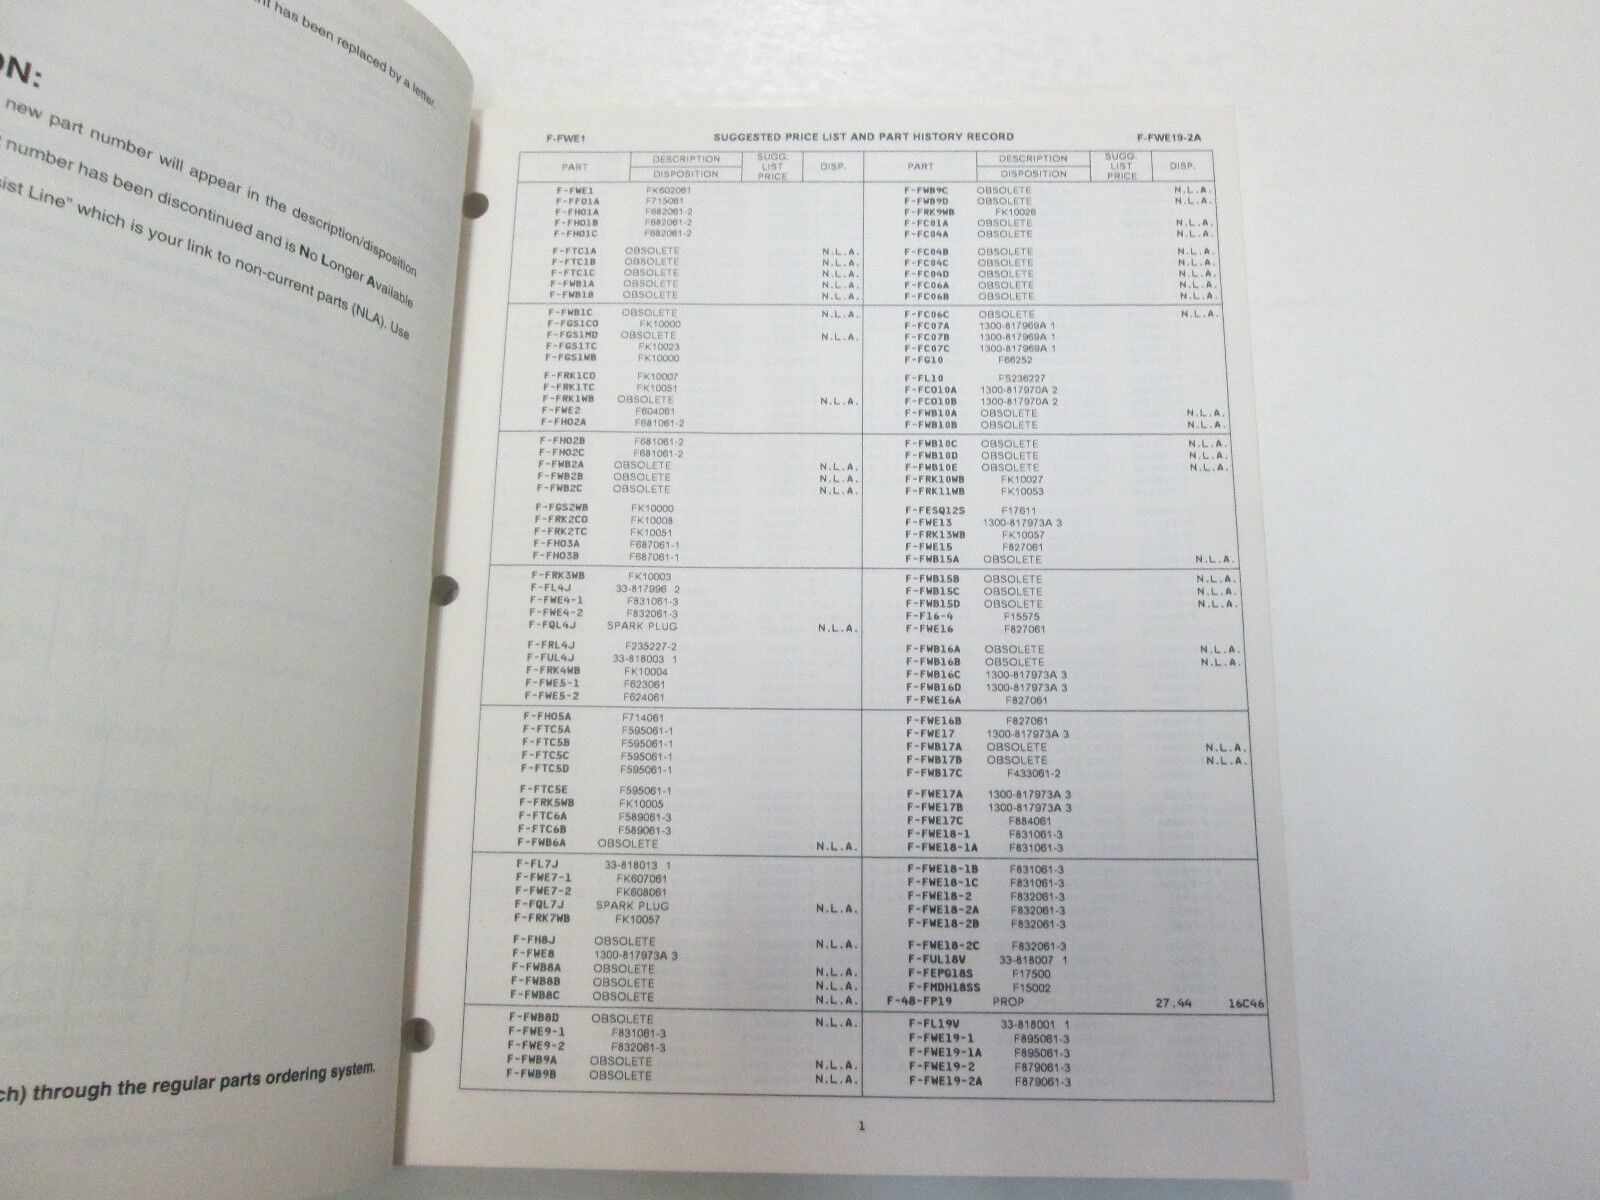 nt has been replaced by a letter.
ON:
new part number will appear in the description/disposition
number has been discontinued and is No Longer Available
sist Line" which is your link to non-current parts (NLA). Use
ch) through the regular parts ordering system.
F-FWE1 SUGGESTED PRICE LIST AND PART HISTORY RECORD F-FWE19-2A
PART DESCRIPTION DISPOSITION SUGG. LIST PRICE DISP. PART DESCRIPTION DISPOSITION SUGG. LIST PRICE DISP.
F-FWE1 FK602061
F-FF01A F715061
F-FH01A F682061-2
F-FH01B F682061-2
F-FH01C F682061-2
F-FTC1A OBSOLETE N.L.A.
F-FTC1B OBSOLETE N.L.A.
F-FTC1C OBSOLETE N.L.A.
F-FWB1A OBSOLETE N.L.A.
F-FWB1B OBSOLETE N.L.A.
F-FWB1C OBSOLETE N.L.A.
F-FGS1CO FK10000
F-FGS1MD OBSOLETE N.L.A.
F-FGS1TC FK10023
F-FGS1WB FK10000
F-FRK1CO FK10007
F-FRK1TC FK10051
F-FRK1WB OBSOLETE N.L.A.
F-FWE2 F604061
F-FH02A F681061-2
F-FH02B F681061-2
F-FH02C F681061-2
F-FWB2A OBSOLETE N.L.A.
F-FWB2B OBSOLETE N.L.A.
F-FWB2C OBSOLETE N.L.A.
F-FGS2WB FK10000
F-FRK2CO FK10008
F-FRK2TC FK10051
F-FH03A F687061-1
F-FH03B F687061-1
F-FRK3WB FK10003
F-FL4J 33-817996 2
F-FWE4-1 F831061-3
F-FWE4-2 F832061-3
F-FQL4J SPARK PLUG N.L.A.
F-FRL4J F235227-2
F-FUL4J 33-818003 1
F-FRK4WB FK10004
F-FWE5-1 F623061
F-FWE5-2 F624061
F-FH05A F714061
F-FTC5A F595061-1
F-FTC5B F595061-1
F-FTC5C F595061-1
F-FTC5D F595061-1
F-FTC5E F595061-1
F-FRK5WB FK10005
F-FTC6A F589061-3
F-FTC6B F589061-3
F-FWB6A OBSOLETE N.L.A.
F-FL7J 33-818013 1
F-FWE7-1 FK607061
F-FWE7-2 FK608061
F-FQL7J SPARK PLUG N.L.A.
F-FRK7WB FK10057
F-FH8J OBSOLETE N.L.A.
F-FWE8 1300-817973A 3
F-FWB8A OBSOLETE N.L.A.
F-FWB8B OBSOLETE N.L.A.
F-FWB8C OBSOLETE N.L.A.
F-FWB8D OBSOLETE N.L.A.
F-FWE9-1 F831061-3
F-FWE9-2 F832061-3
F-FWB9A OBSOLETE N.L.A.
F-FWB9B OBSOLETE N.L.A.
F-FWB9C OBSOLETE N.L.A.
F-FWB9D OBSOLETE N.L.A.
F-FRK9WB FK10026
F-FC01A OBSOLETE N.L.A.
F-FC04A OBSOLETE N.L.A.
F-FC04B OBSOLETE N.L.A.
F-FC04C OBSOLETE N.L.A.
F-FC04D OBSOLETE N.L.A.
F-FC06A OBSOLETE N.L.A.
F-FC06B OBSOLETE N.L.A.
F-FC06C OBSOLETE N.L.A.
F-FC07A 1300-817969A 1
F-FC07B 1300-817969A 1
F-FC07C 1300-817969A 1
F-FG10 F66252
F-FL10 FS236227
F-FCO10A 1300-817970A 2
F-FCO10B 1300-817970A 2
F-FWB10A OBSOLETE N.L.A.
F-FWB10B OBSOLETE N.L.A.
F-FWB10C OBSOLETE N.L.A.
F-FWB10D OBSOLETE N.L.A.
F-FWB10E OBSOLETE N.L.A.
F-FRK10WB FK10027
F-FRK11WB FK10053
F-FESQ12S F17611
F-FWE13 1300-817973A 3
F-FRK13WB FK10057
F-FWE15 F827061
F-FWB15A OBSOLETE N.L.A.
F-FWB15B OBSOLETE N.L.A.
F-FWB15C OBSOLETE N.L.A.
F-FWB15D OBSOLETE N.L.A.
F-F16-4 F15575
F-FWE16 F827061
F-FWB16A OBSOLETE N.L.A.
F-FWB16B OBSOLETE N.L.A.
F-FWB16C 1300-817973A 3
F-FWB16D 1300-817973A 3
F-FWE16A F827061
F-FWE16B F827061
F-FWE17 1300-817973A 3
F-FWB17A OBSOLETE N.L.A.
F-FWB17B OBSOLETE N.L.A.
F-FWB17C F433061-2
F-FWE17A 1300-817973A 3
F-FWE17B 1300-817973A 3
F-FWE17C F884061
F-FWE18-1 F831061-3
F-FWE18-1A F831061-3
F-FWE18-1B F831061-3
F-FWE18-1C F831061-3
F-FWE18-2 F832061-3
F-FWE18-2A F832061-3
F-FWE18-2B F832061-3
F-FWE18-2C F832061-3
F-FUL18V 33-818007 1
F-FEPG18S F17500
F-FMDH18SS F15002
F-48-FP19 PROP 27.44 16C46
F-FL19V 33-818001 1
F-FWE19-1 F895061-3
F-FWE19-1A F895061-3
F-FWE19-2 F879061-3
F-FWE19-2A F879061-3
1